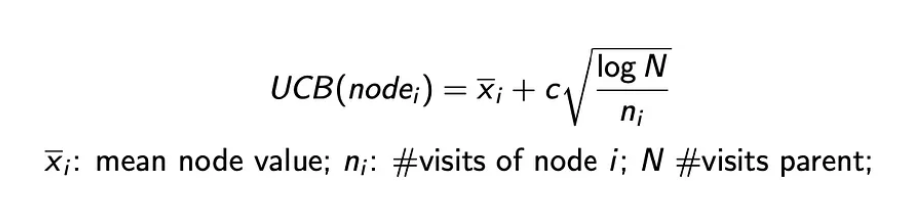 UCB(node_i) = x̄_i + c√(log N / n_i)
x̄_i: mean node value; n_i: #visits of node i; N #visits parent;